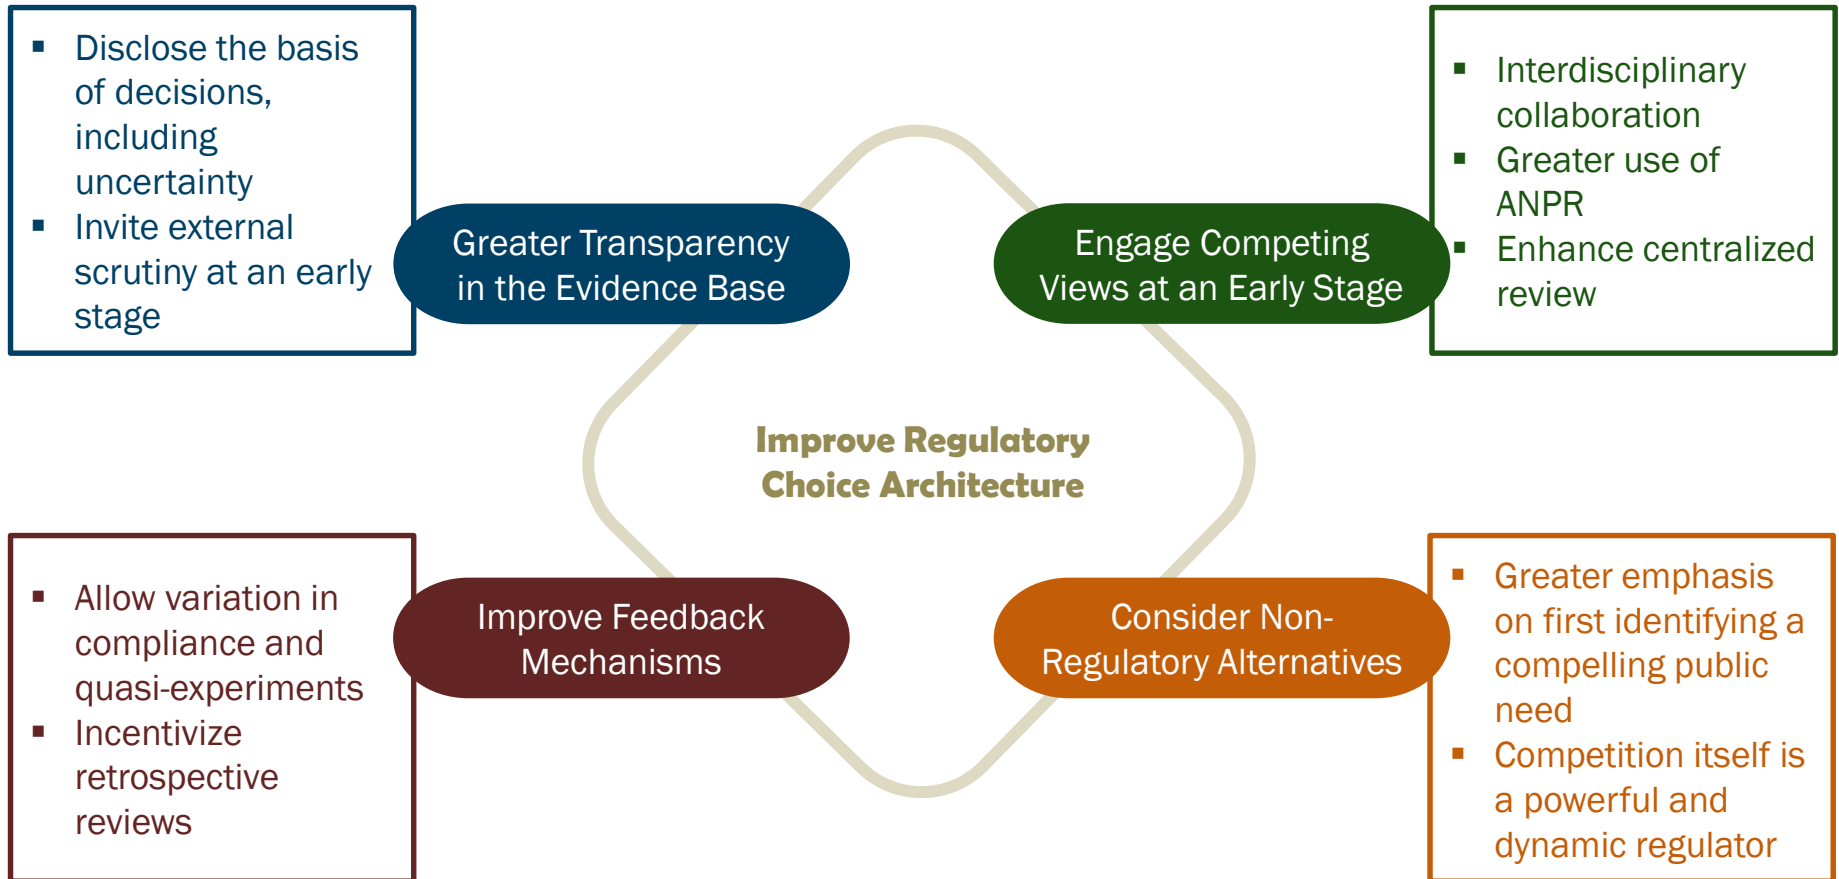 ▪ Disclose the basis
of decisions,
including
uncertainty
▪ Invite external
scrutiny at an early
stage
Greater Transparency
in the Evidence Base
Engage Competing
Views at an Early Stage
▪ Interdisciplinary
collaboration
▪ Greater use of
ANPR
▪ Enhance centralized
review
Improve Regulatory
Choice Architecture
▪ Allow variation in
compliance and
quasi-experiments
▪ Incentivize
retrospective
reviews
Improve Feedback
Mechanisms
Consider Non-
Regulatory Alternatives
▪ Greater emphasis
on first identifying a
compelling public
need
▪ Competition itself is
a powerful and
dynamic regulator